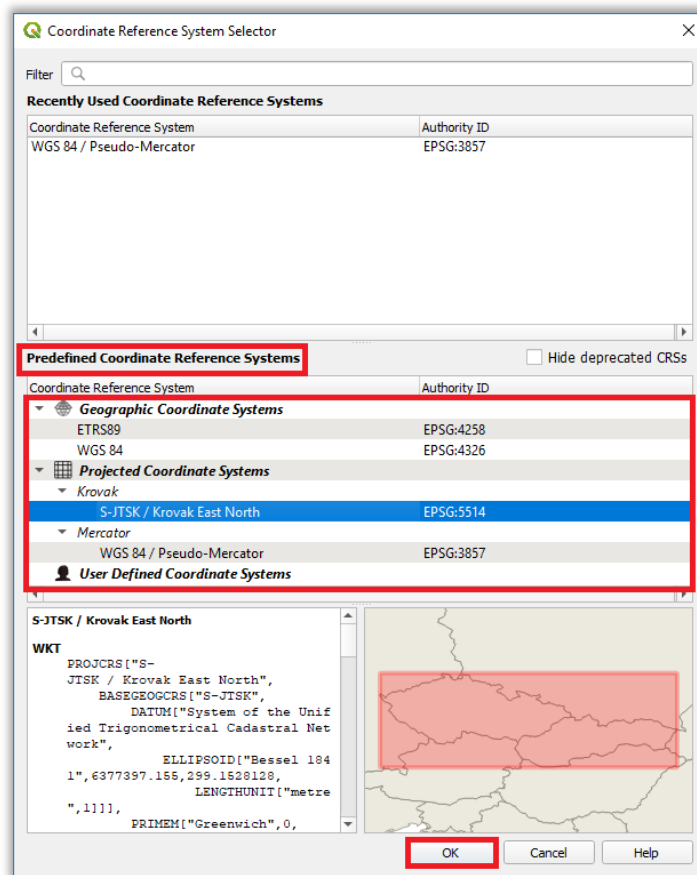 Coordinate Reference System Selector
Filter
Recently Used Coordinate Reference Systems
Coordinate Reference System Authority ID
WGS 84 / Pseudo-Mercator EPSG:3857
Predefined Coordinate Reference Systems Hide deprecated CRSs
Coordinate Reference System Authority ID
Geographic Coordinate Systems
ETRS89 EPSG:4258
WGS 84 EPSG:4326
Projected Coordinate Systems
Krovak
S-JTSK / Krovak East North EPSG:5514
Mercator
WGS 84 / Pseudo-Mercator EPSG:3857
User Defined Coordinate Systems
S-JTSK / Krovak East North
WKT
PROJCRS["S-
JTSK / Krovak East North",
BASEGEOGCRS["S-JTSK",
DATUM["System of the Unif
ied Trigonometrical Cadastral Net
work",
ELLIPSOID["Bessel 184
1",6377397.155,299.1528128,
LENGTHUNIT["metre
",1]]],
PRIMEM["Greenwich",0,
OK Cancel Help